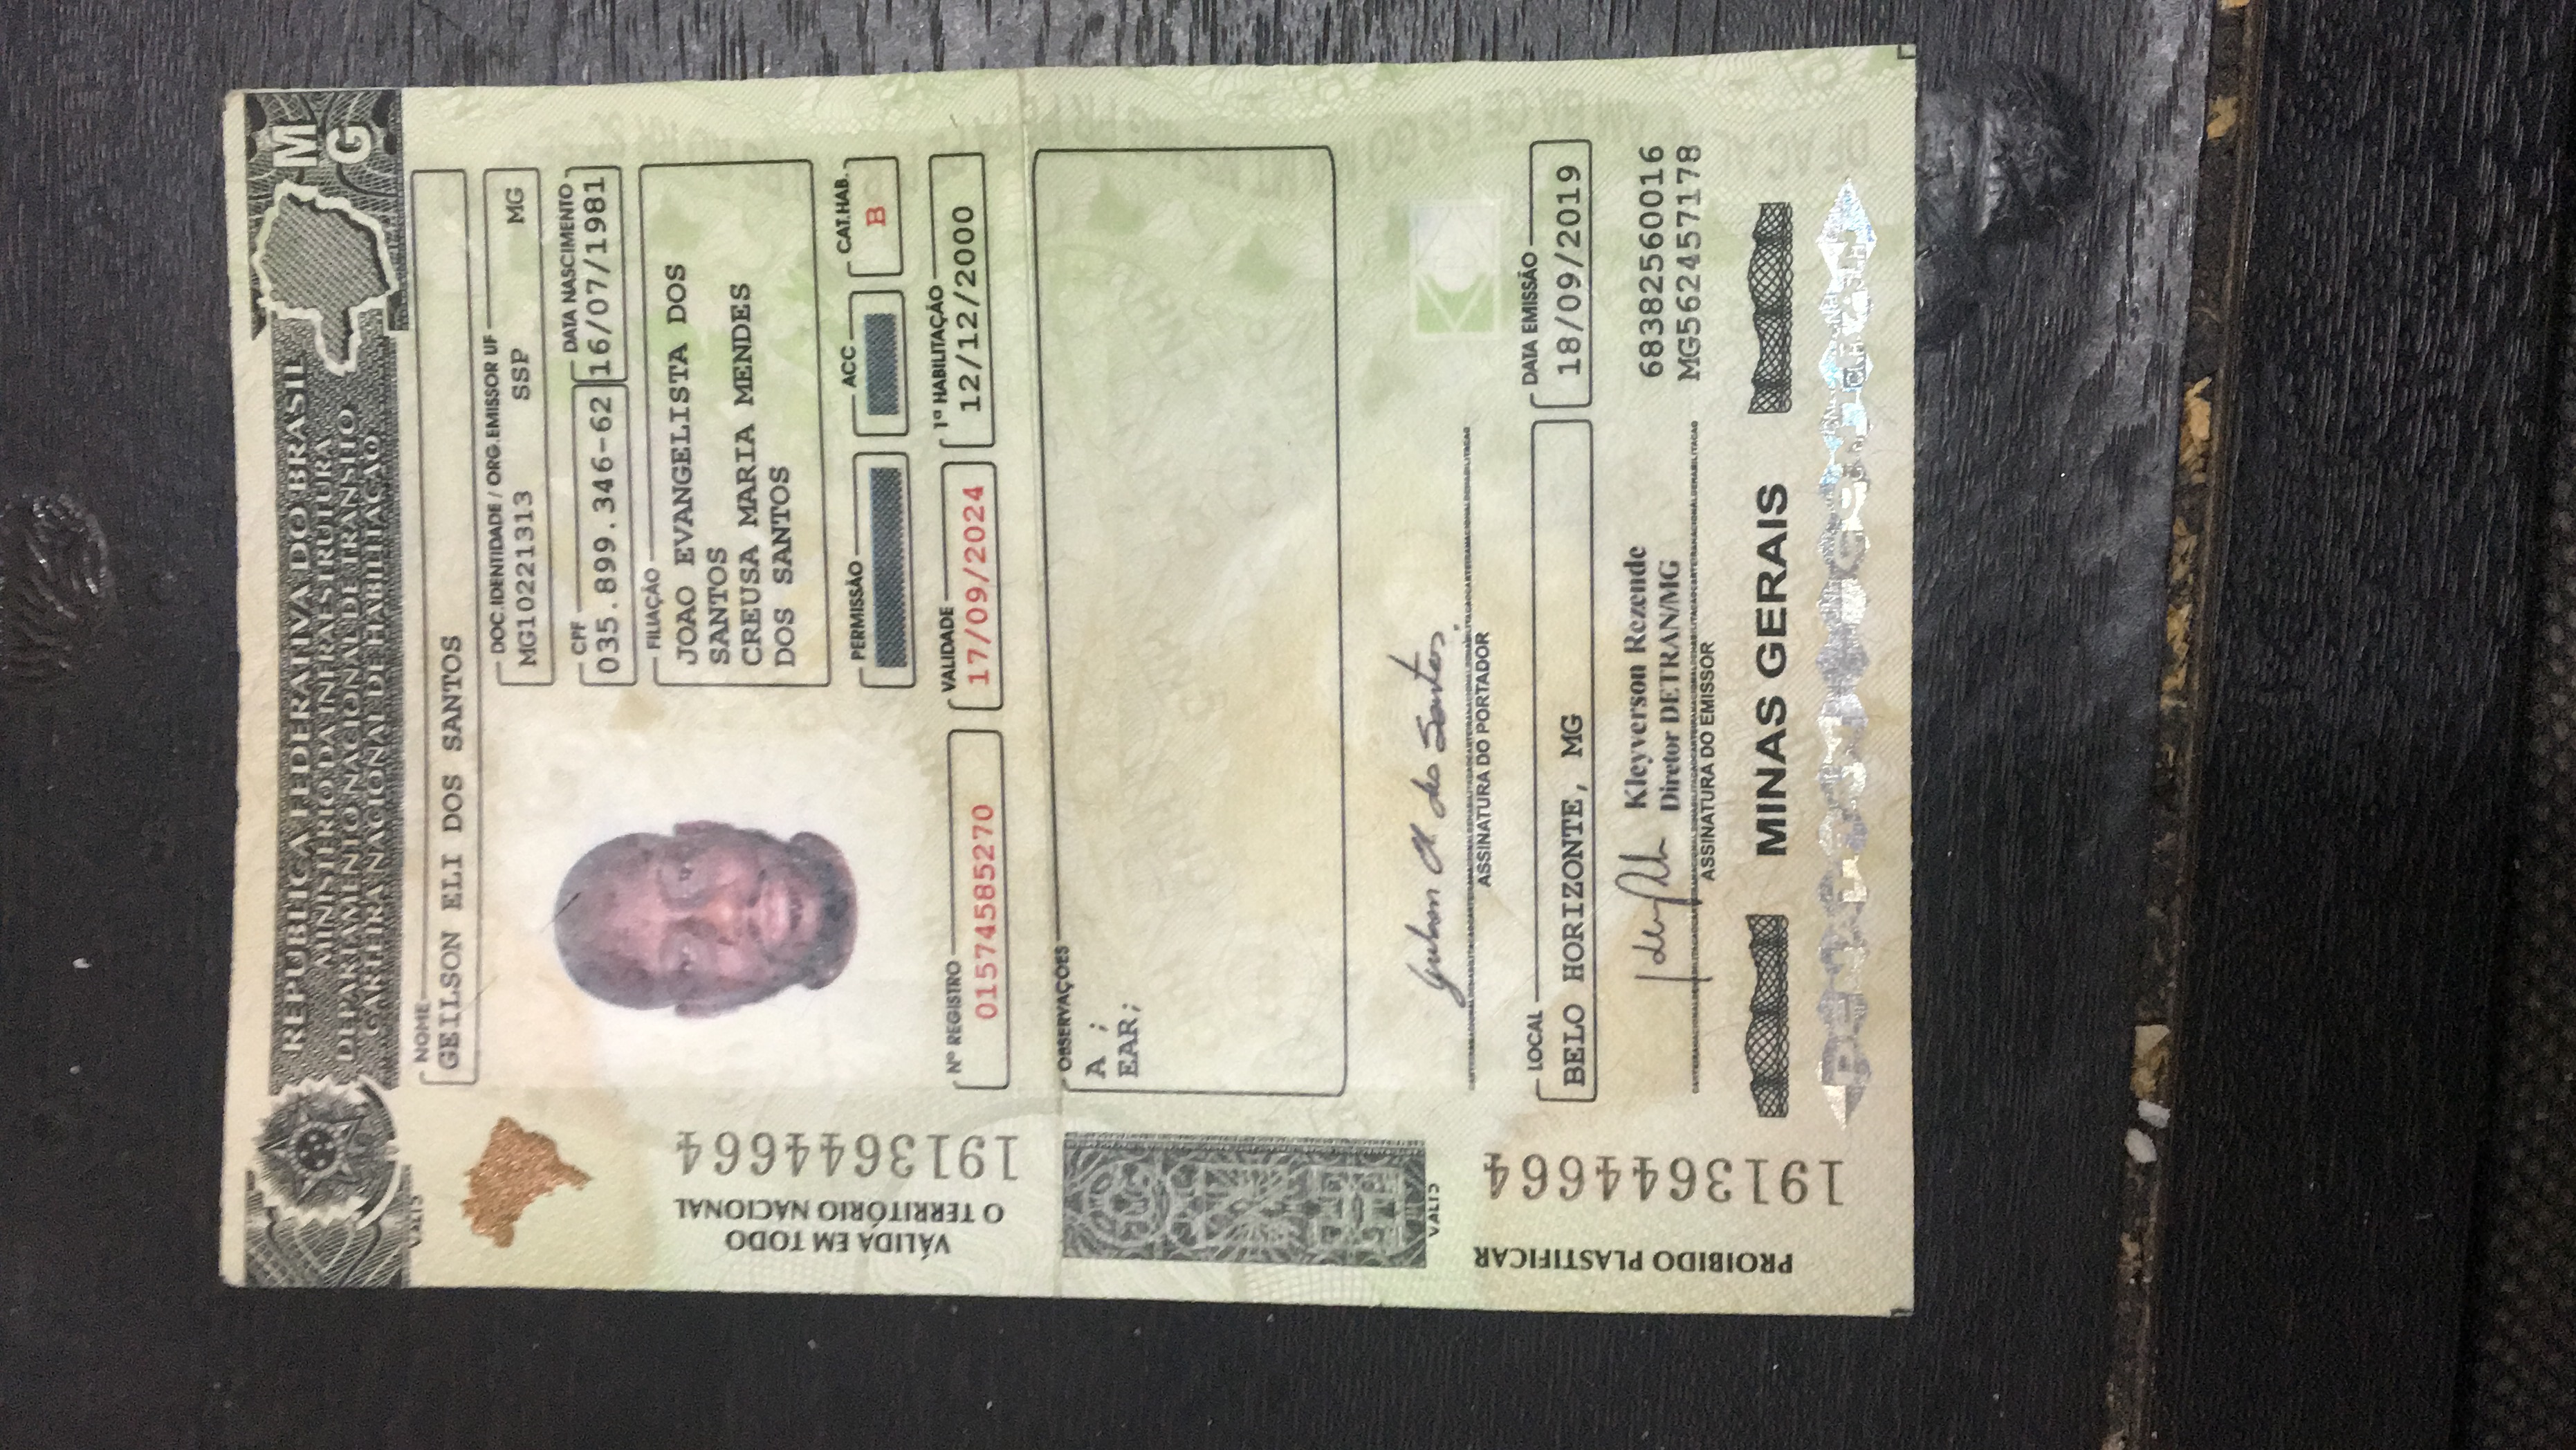 REPÚBLICA FEDERATIVA DO BRASIL
MINISTÉRIO DA INFRAESTRUTURA
DEPARTAMENTO NACIONAL DE TRÂNSITO
CARTEIRA NACIONAL DE HABILITAÇÃO
M
G
VALID
NOME
GEILSON ELI DOS SANTOS
DOC.IDENTIDADE / ORG.EMISSOR UF
MG10221313 SSP MG
CPF
035.899.346-62
DATA NASCIMENTO
16/07/1981
FILIAÇÃO
JOAO EVANGELISTA DOS
SANTOS
CREUSA MARIA MENDES
DOS SANTOS
PERMISSÃO
ACC
CAT.HAB.
B
Nº REGISTRO
01574585270
VALIDADE
17/09/2024
1ª HABILITAÇÃO
12/12/2000
VÁLIDA EM TODO
O TERRITÓRIO NACIONAL
1913644664
OBSERVAÇÕES
A ;
EAR;
VALID
dos Santos
ASSINATURA DO PORTADOR
LOCAL
BELO HORIZONTE, MG
DATA EMISSÃO
18/09/2019
Kleyverson Rezende
Diretor DETRAN/MG
ASSINATURA DO EMISSOR
68382560016
MG562457178
PROIBIDO PLASTIFICAR
1913644664
MINAS GERAIS